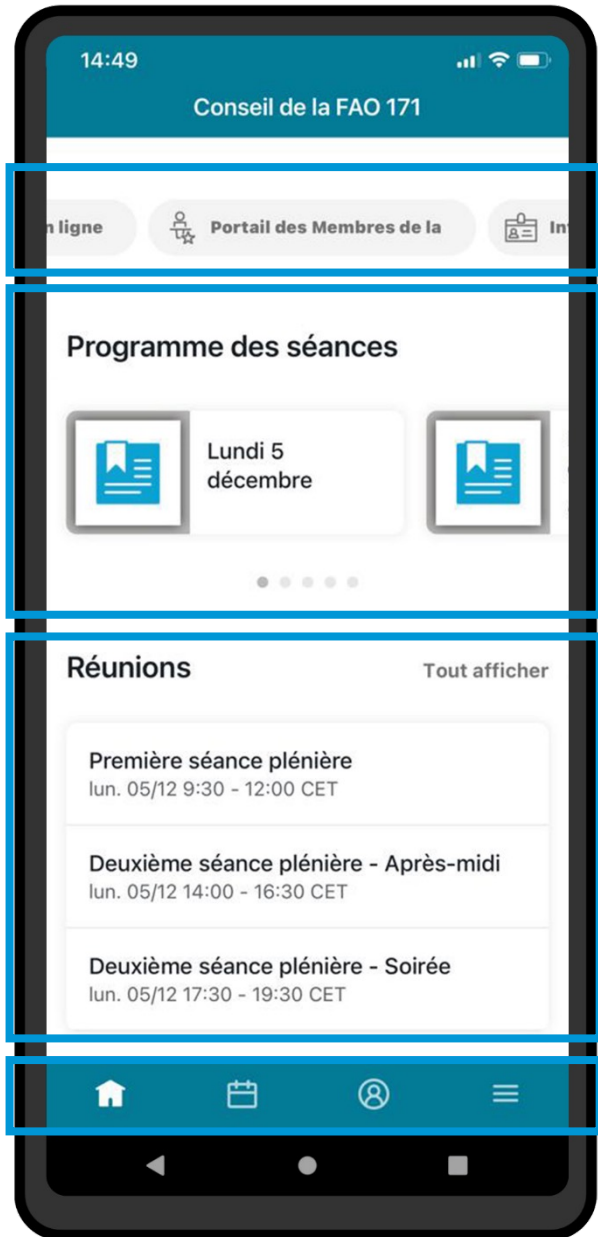 14:49
Conseil de la FAO 171
n ligne
Portail des Membres de la
Programme des séances
Lundi 5
décembre
Réunions
Tout afficher
Première séance plénière
lun. 05/12 9:30 - 12:00 CET
Deuxième séance plénière - Après-midi
lun. 05/12 14:00 - 16:30 CET
Deuxième séance plénière - Soirée
lun. 05/12 17:30 - 19:30 CET